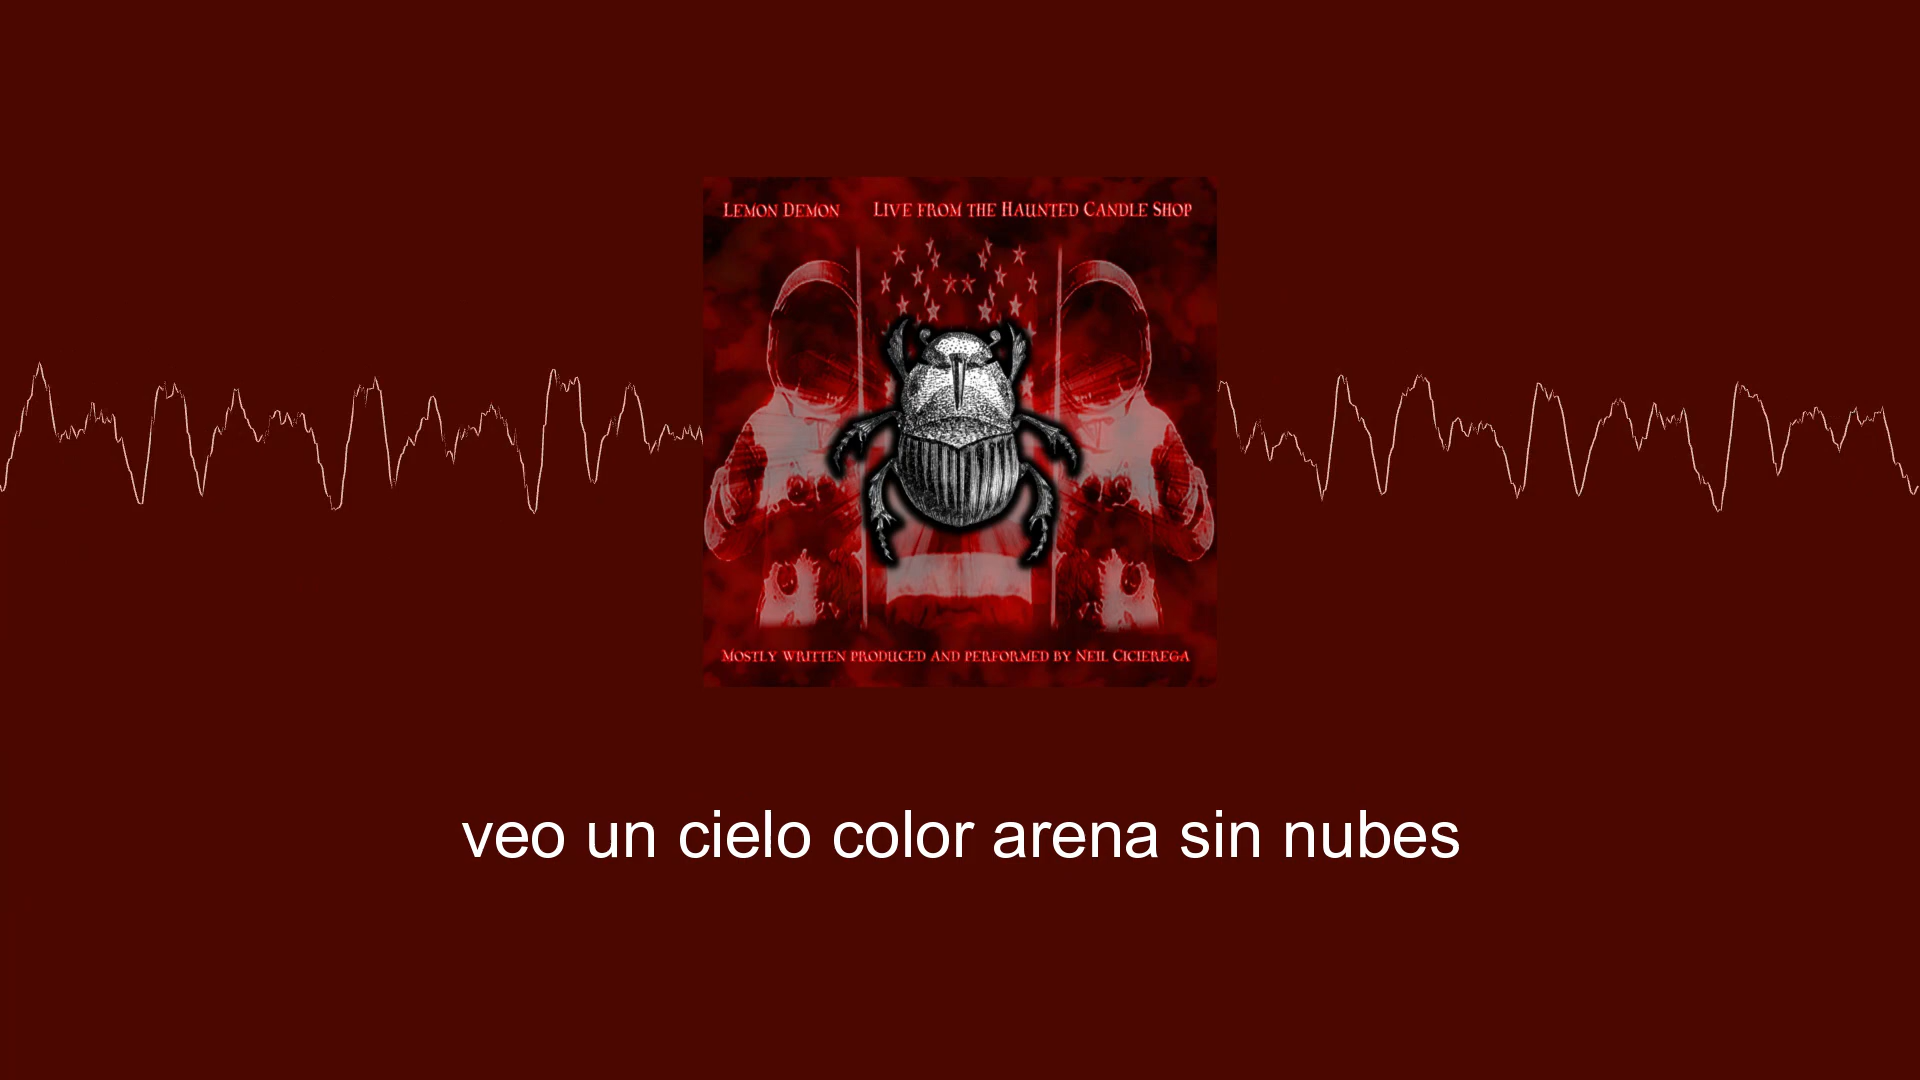 Lemon Demon Live from the Haunted Candle Shop
Mostly written produced and performed by Neil Cicierega
veo un cielo color arena sin nubes